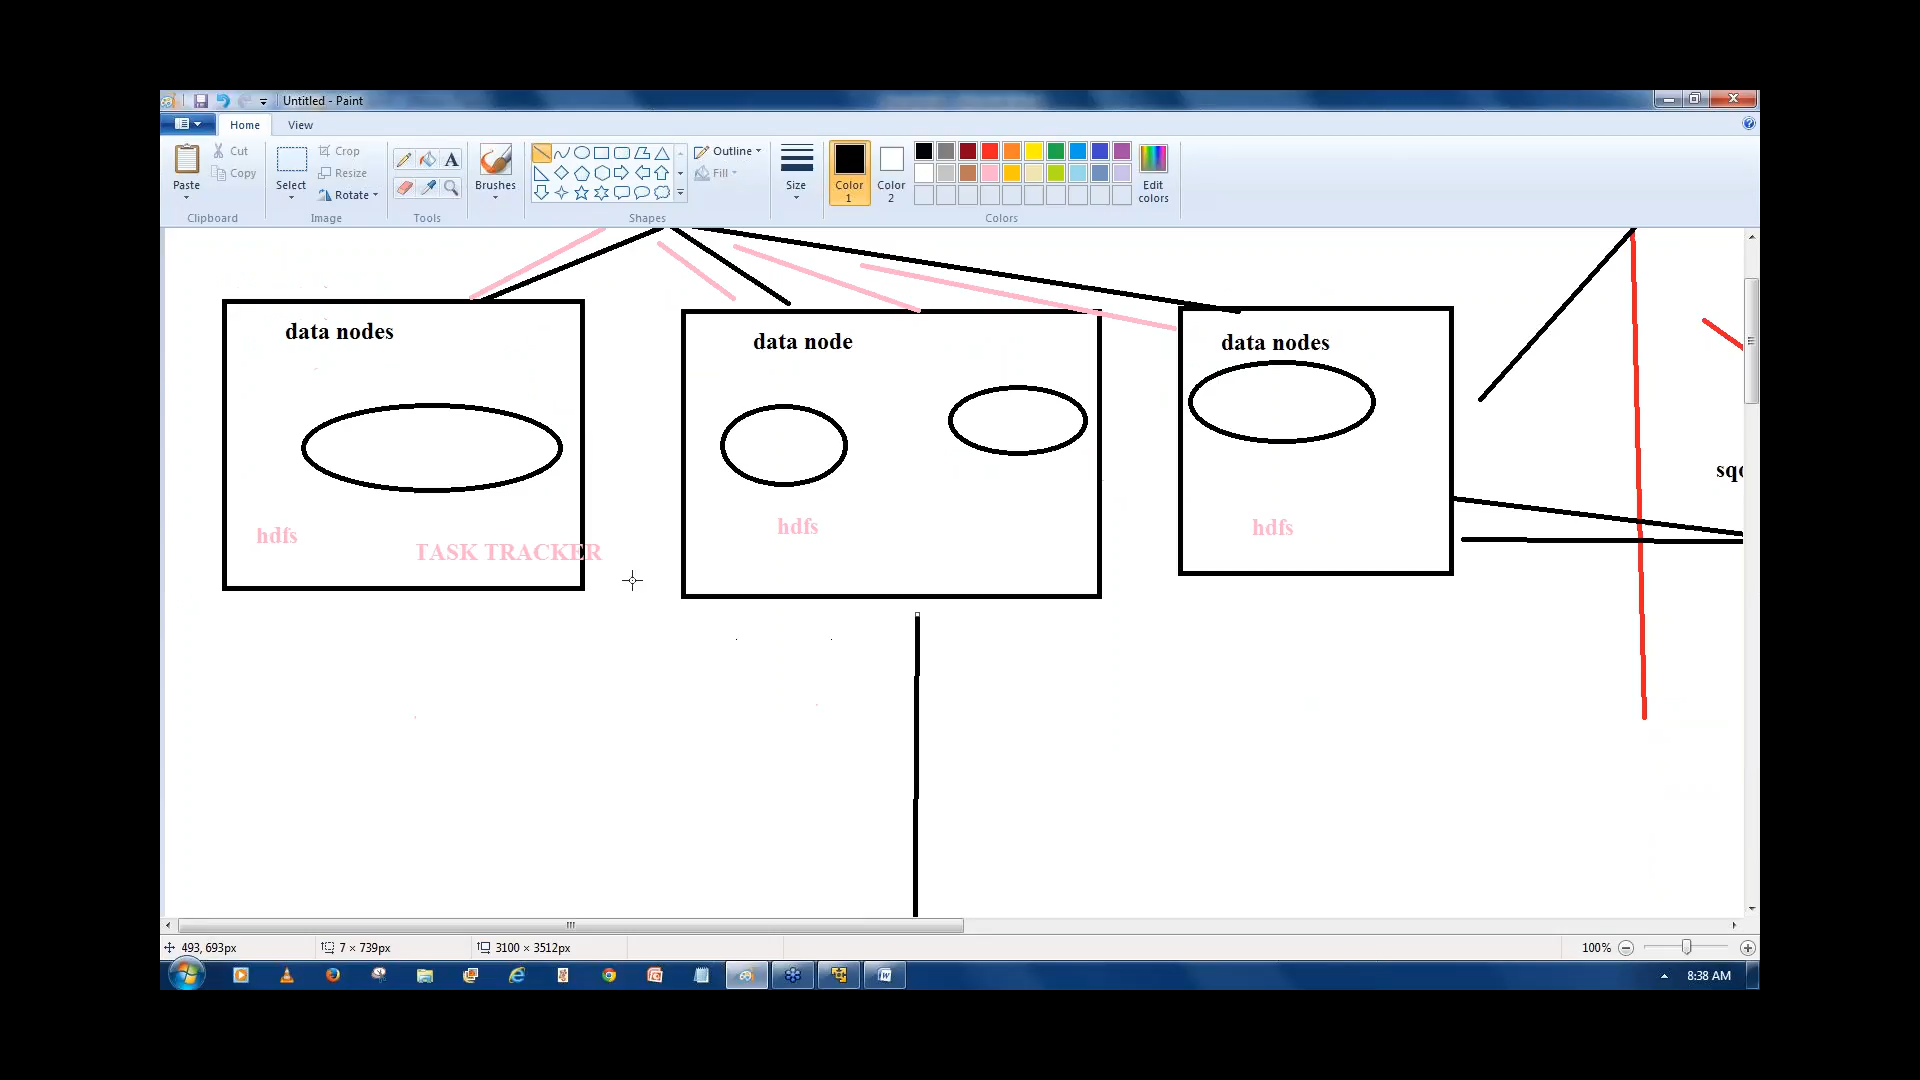 Untitled - Paint
Home
View
Paste
Cut
Copy
Clipboard
Select
Crop
Resize
Rotate
Image
A
Tools
Brushes
Outline
Fill
Shapes
Size
Color
1
Color
2
Edit
colors
Colors
data nodes
data node
data nodes
hdfs
TASK TRACKER
hdfs
hdfs
493, 693px
7 × 739px
3100 × 3512px
100%
8:38 AM